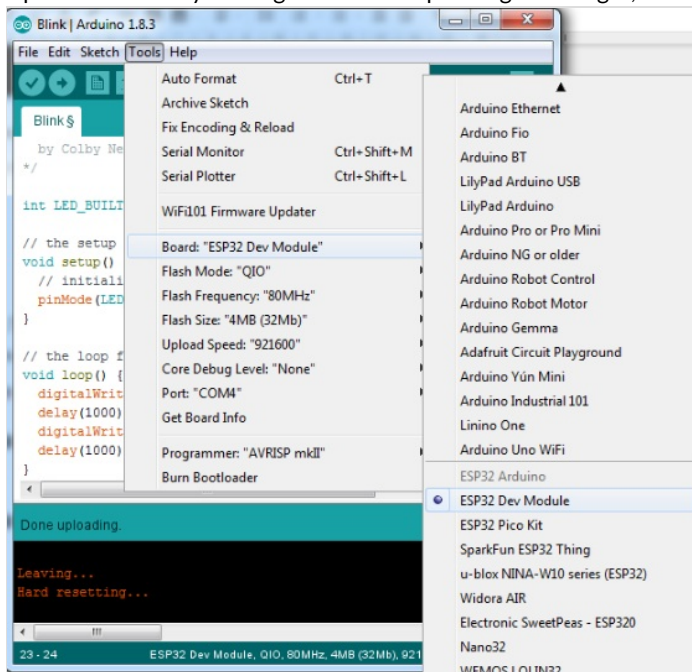 Blink | Arduino 1.8.3
File Edit Sketch Tools Help
Blink §
by Colby Ne
*/
int LED_BUILT
// the setup
void setup()
// initiali
pinMode(LED
}
// the loop f
void loop() {
digitalWrit
delay(1000)
digitalWrit
delay(1000)
}
Done uploading.
Leaving...
Hard resetting...
23 - 24 ESP32 Dev Module, QIO, 80MHz, 4MB (32Mb), 921
Auto Format Ctrl+T
Archive Sketch
Fix Encoding & Reload
Serial Monitor Ctrl+Shift+M
Serial Plotter Ctrl+Shift+L
WiFi101 Firmware Updater
Board: "ESP32 Dev Module"
Flash Mode: "QIO"
Flash Frequency: "80MHz"
Flash Size: "4MB (32Mb)"
Upload Speed: "921600"
Core Debug Level: "None"
Port: "COM4"
Get Board Info
Programmer: "AVRISP mkII"
Burn Bootloader
Arduino Ethernet
Arduino Fio
Arduino BT
LilyPad Arduino USB
LilyPad Arduino
Arduino Pro or Pro Mini
Arduino NG or older
Arduino Robot Control
Arduino Robot Motor
Arduino Gemma
Adafruit Circuit Playground
Arduino Yún Mini
Arduino Industrial 101
Linino One
Arduino Uno WiFi
ESP32 Arduino
ESP32 Dev Module
ESP32 Pico Kit
SparkFun ESP32 Thing
u-blox NINA-W10 series (ESP32)
Widora AIR
Electronic SweetPeas - ESP320
Nano32
WEMOS LOLIN32